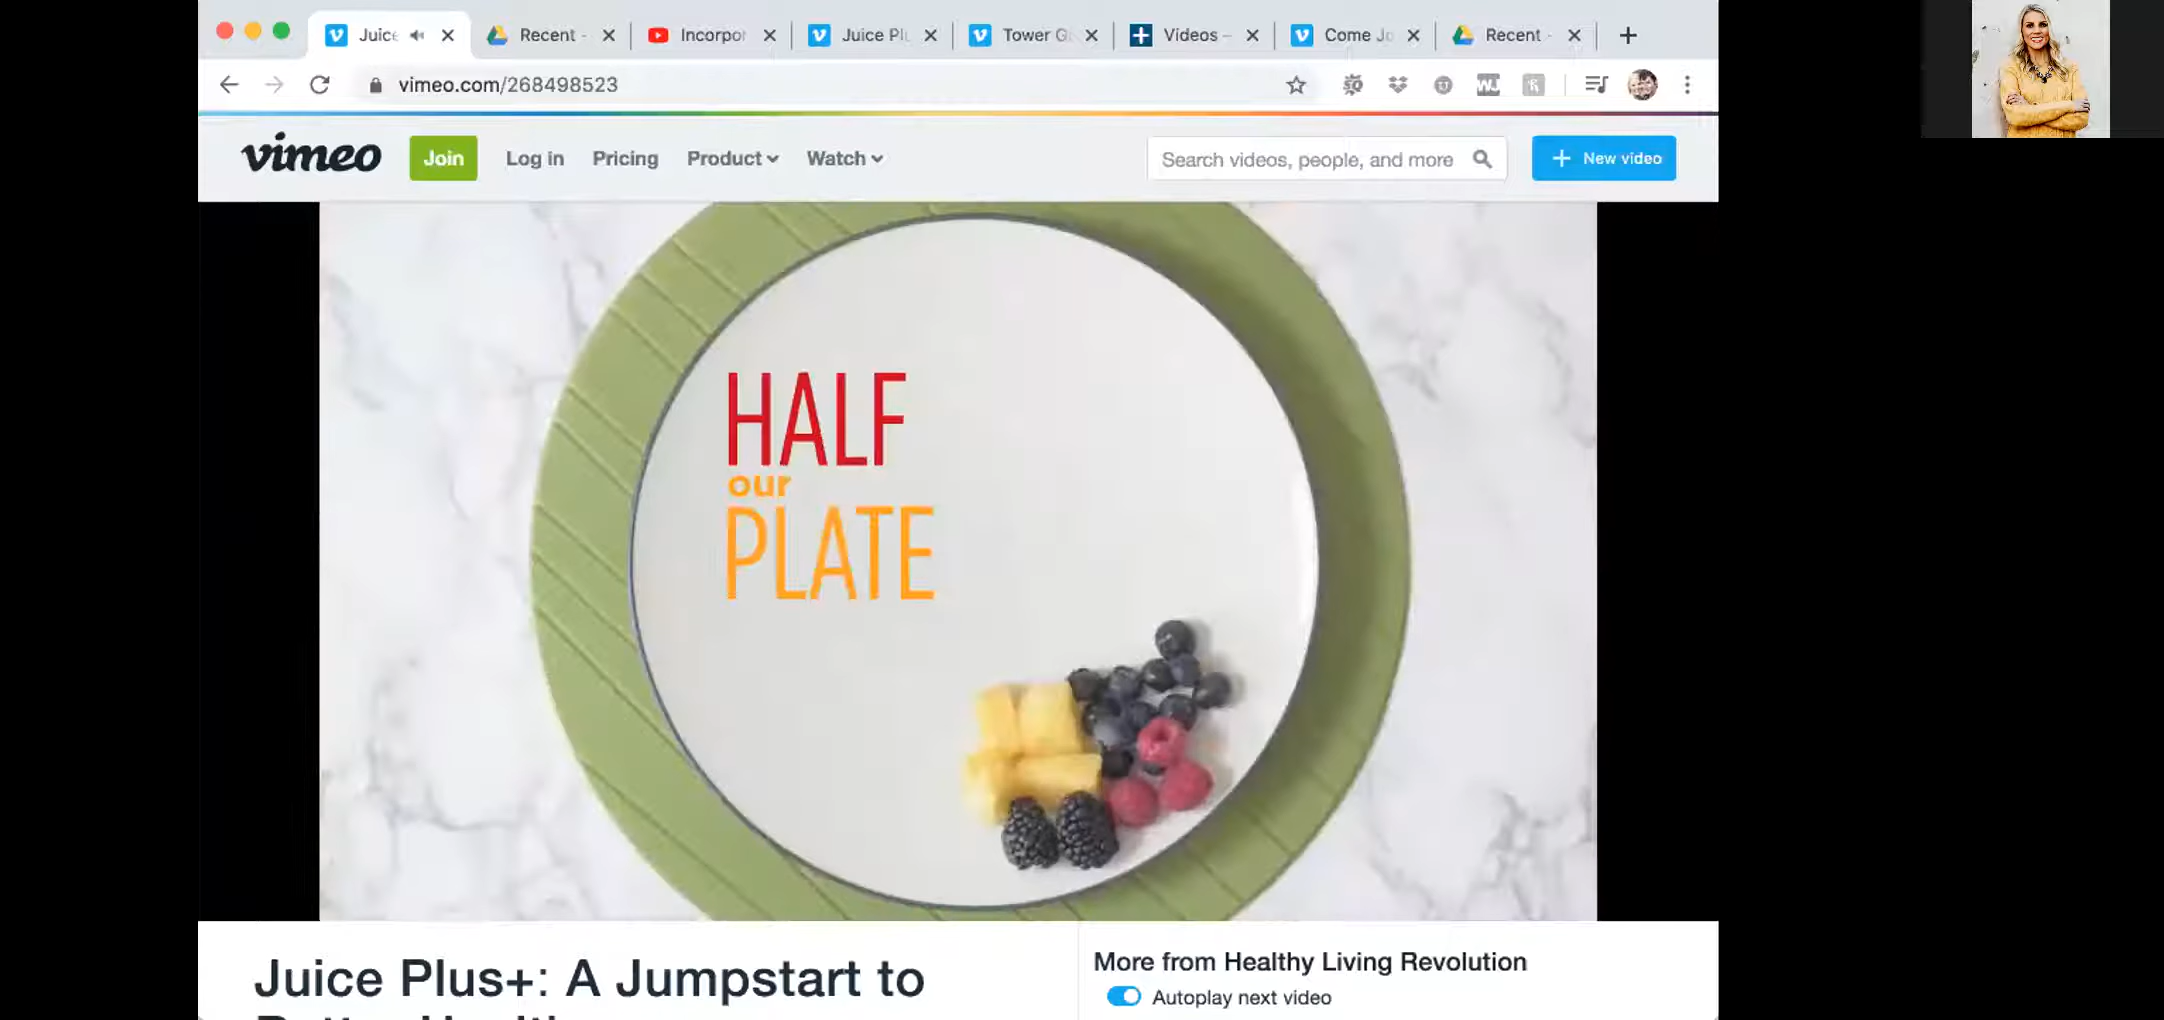 Juice
Recent -
Incorpor
Juice Plu
Tower G
Videos -
Come Jo
Recent -
vimeo.com/268498523
vimeo
Join
Log in
Pricing
Product
Watch
Search videos, people, and more
New video
HALF
our
PLATE
Juice Plus+: A Jumpstart to
More from Healthy Living Revolution
Autoplay next video